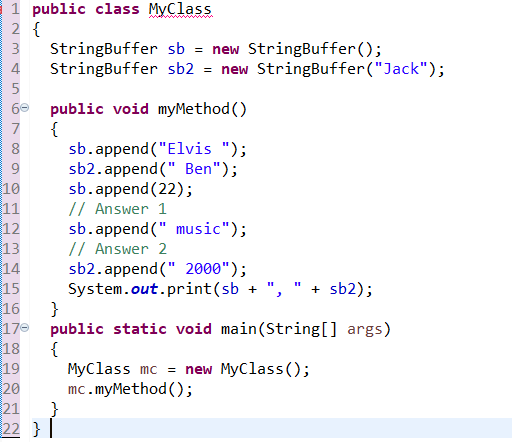 1 public class MyClass
2 {
3 StringBuffer sb = new StringBuffer();
4 StringBuffer sb2 = new StringBuffer("Jack");
5
6 public void myMethod()
7 {
8 sb.append("Elvis ");
9 sb2.append(" Ben");
10 sb.append(22);
11 // Answer 1
12 sb.append(" music");
13 // Answer 2
14 sb2.append(" 2000");
15 System.out.print(sb + ", " + sb2);
16 }
17 public static void main(String[] args)
18 {
19 MyClass mc = new MyClass();
20 mc.myMethod();
21 }
22 }